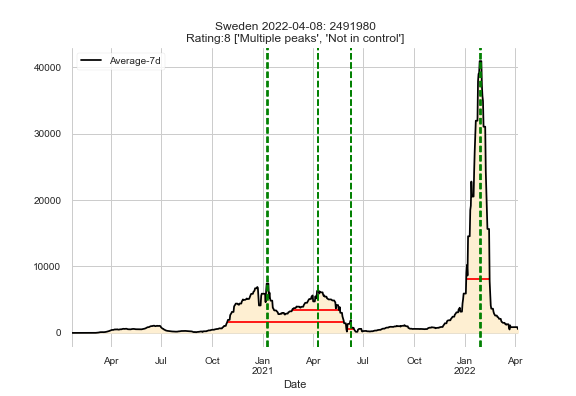 Sweden 2022-04-08: 2491980
Rating:8 ['Multiple peaks', 'Not in control']
Average-7d
40000
30000
20000
10000
0
Apr Jul Oct Jan Apr Jul Oct Jan Apr
2021 2022
Date